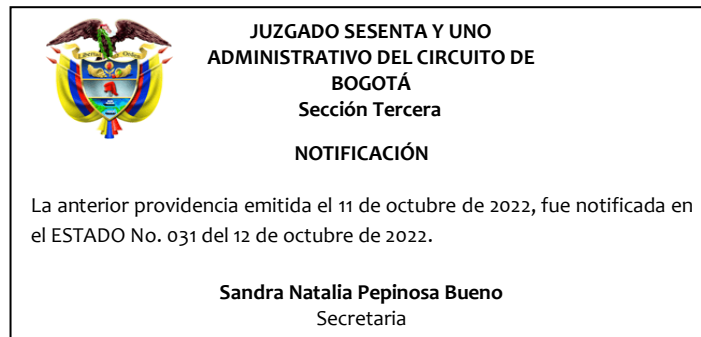 JUZGADO SESENTA Y UNO
ADMINISTRATIVO DEL CIRCUITO DE
BOGOTÁ
Sección Tercera
NOTIFICACIÓN
La anterior providencia emitida el 11 de octubre de 2022, fue notificada en
el ESTADO No. 031 del 12 de octubre de 2022.
Sandra Natalia Pepinosa Bueno
Secretaria